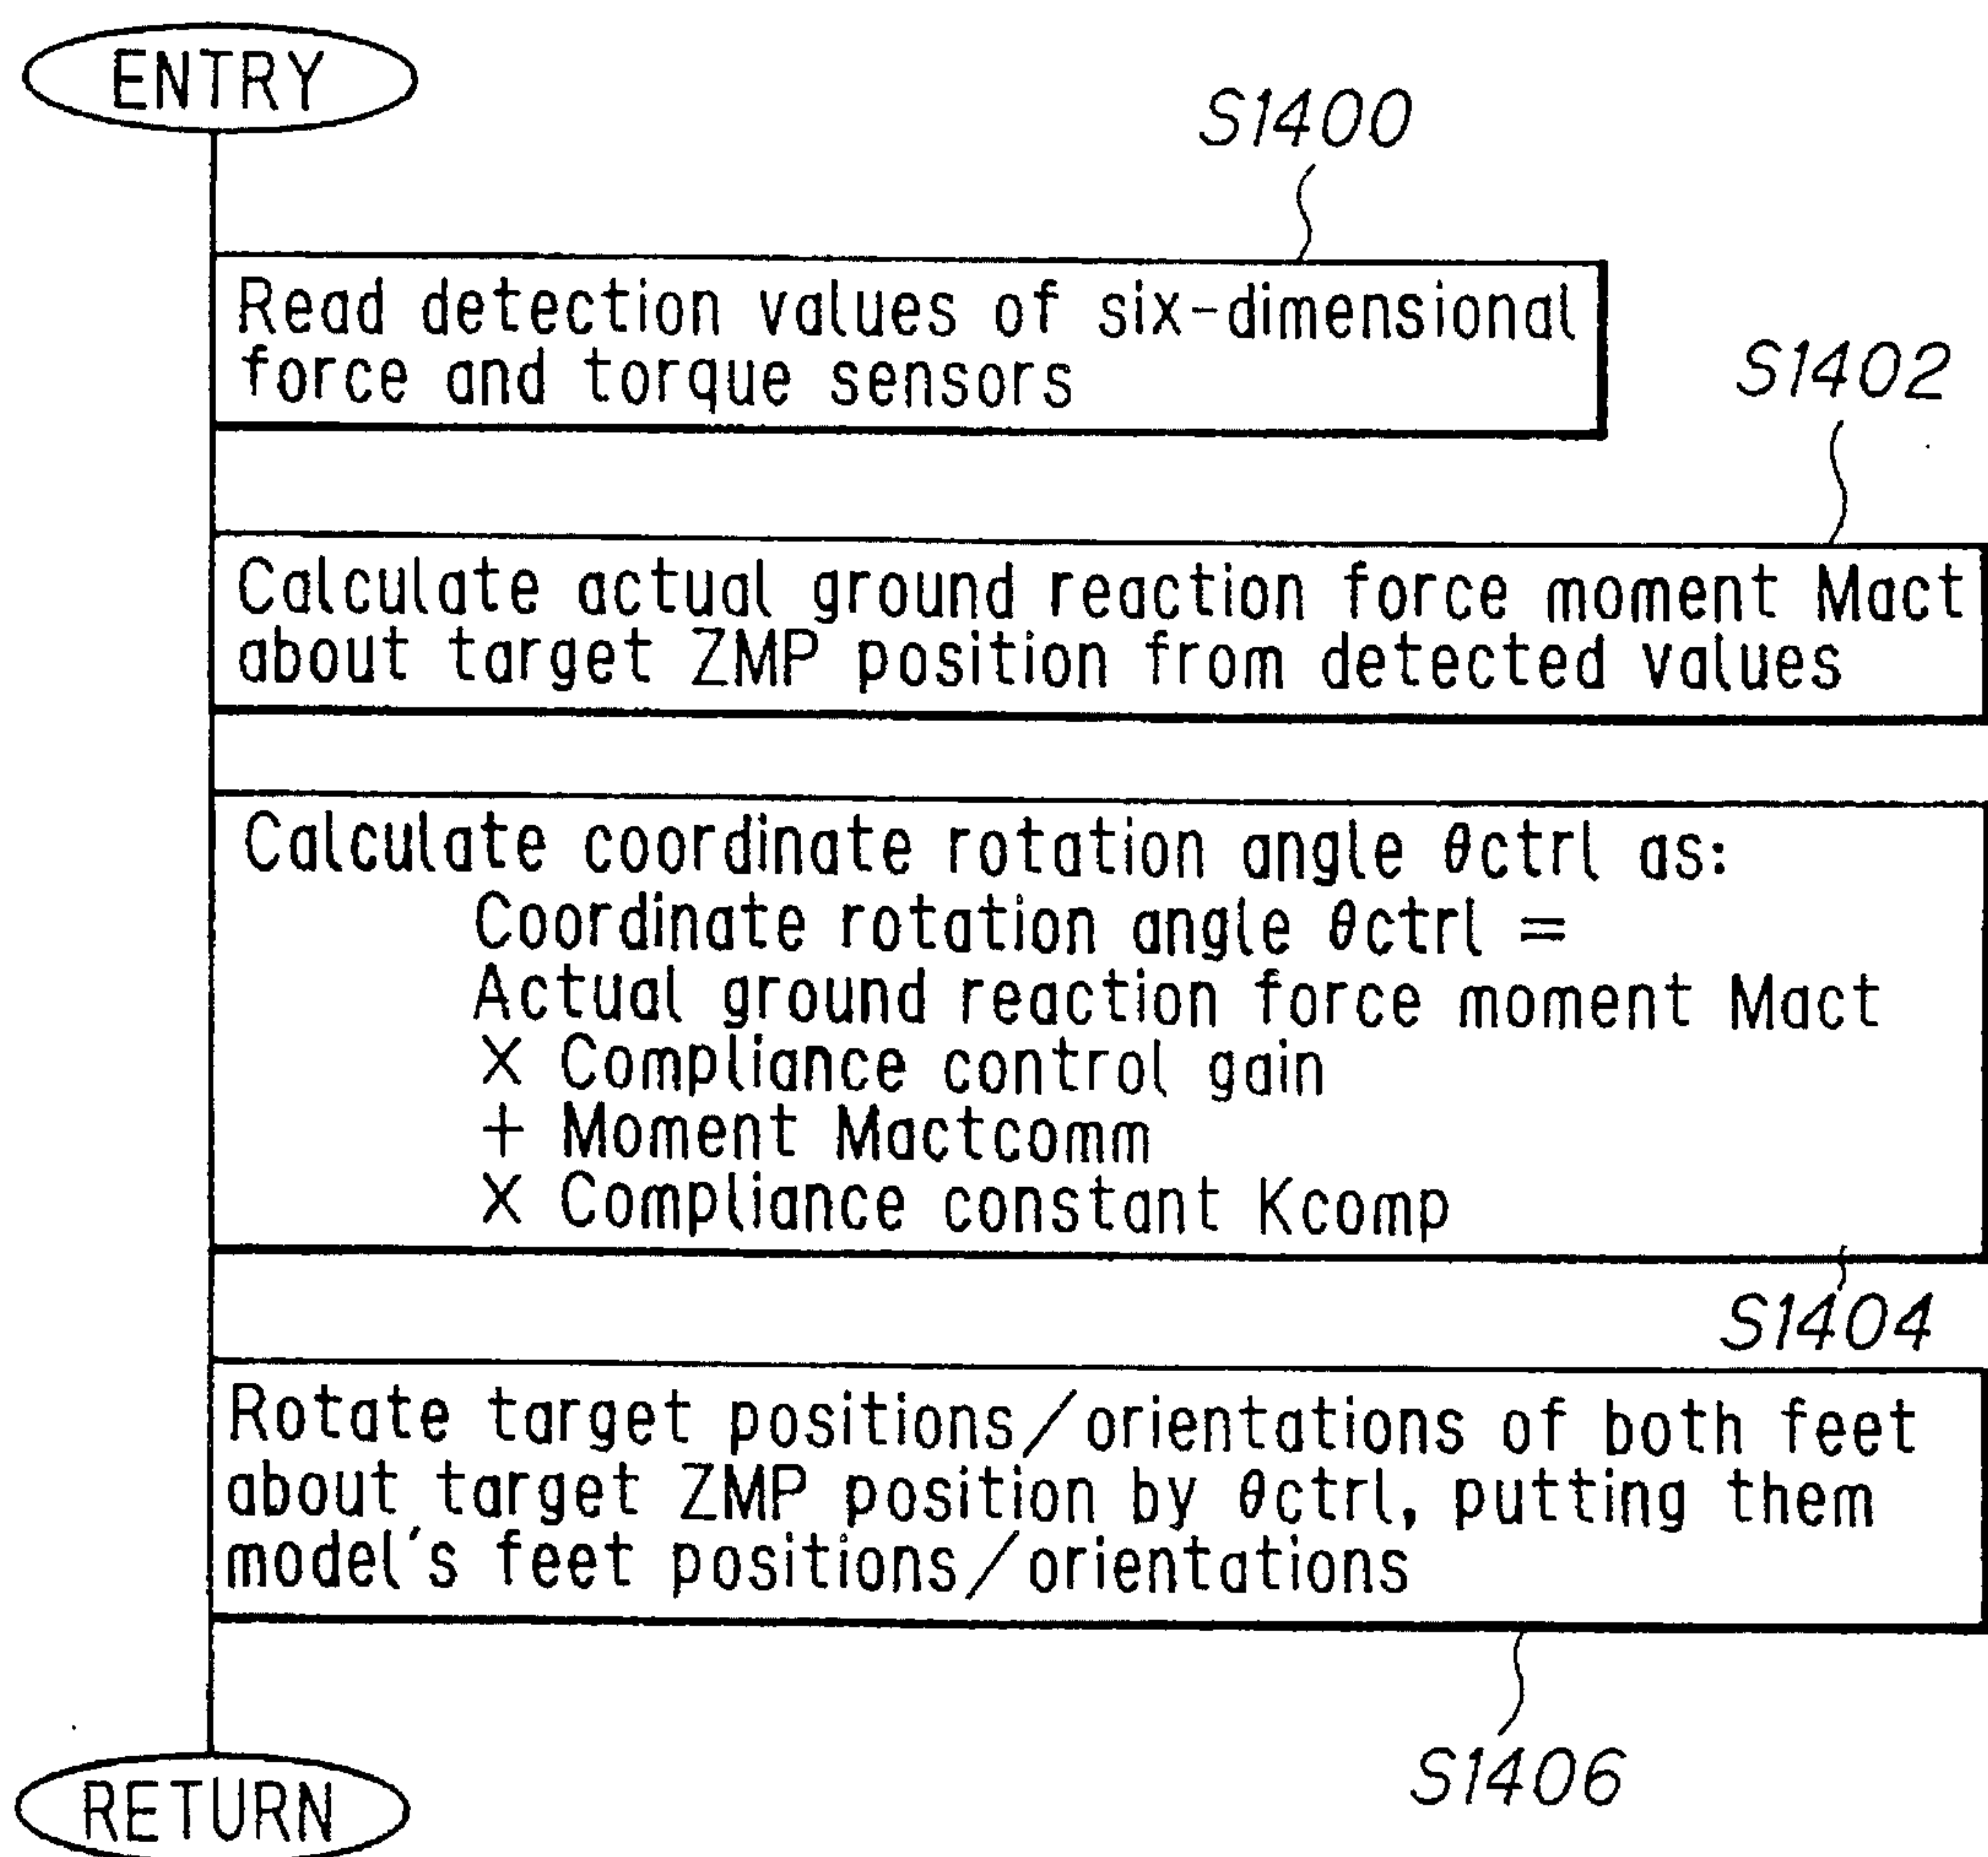 ENTRY
S1400
Read detection values of six-dimensional
force and torque sensors
S1402
Calculate actual ground reaction force moment Mact
about target ZMP position from detected values
Calculate coordinate rotation angle θctrl as:
Coordinate rotation angle θctrl =
Actual ground reaction force moment Mact
× Compliance control gain
+ Moment Mactcomm
× Compliance constant Kcomp
S1404
Rotate target positions/orientations of both feet
about target ZMP position by θctrl, putting them
model's feet positions/orientations
S1406
RETURN